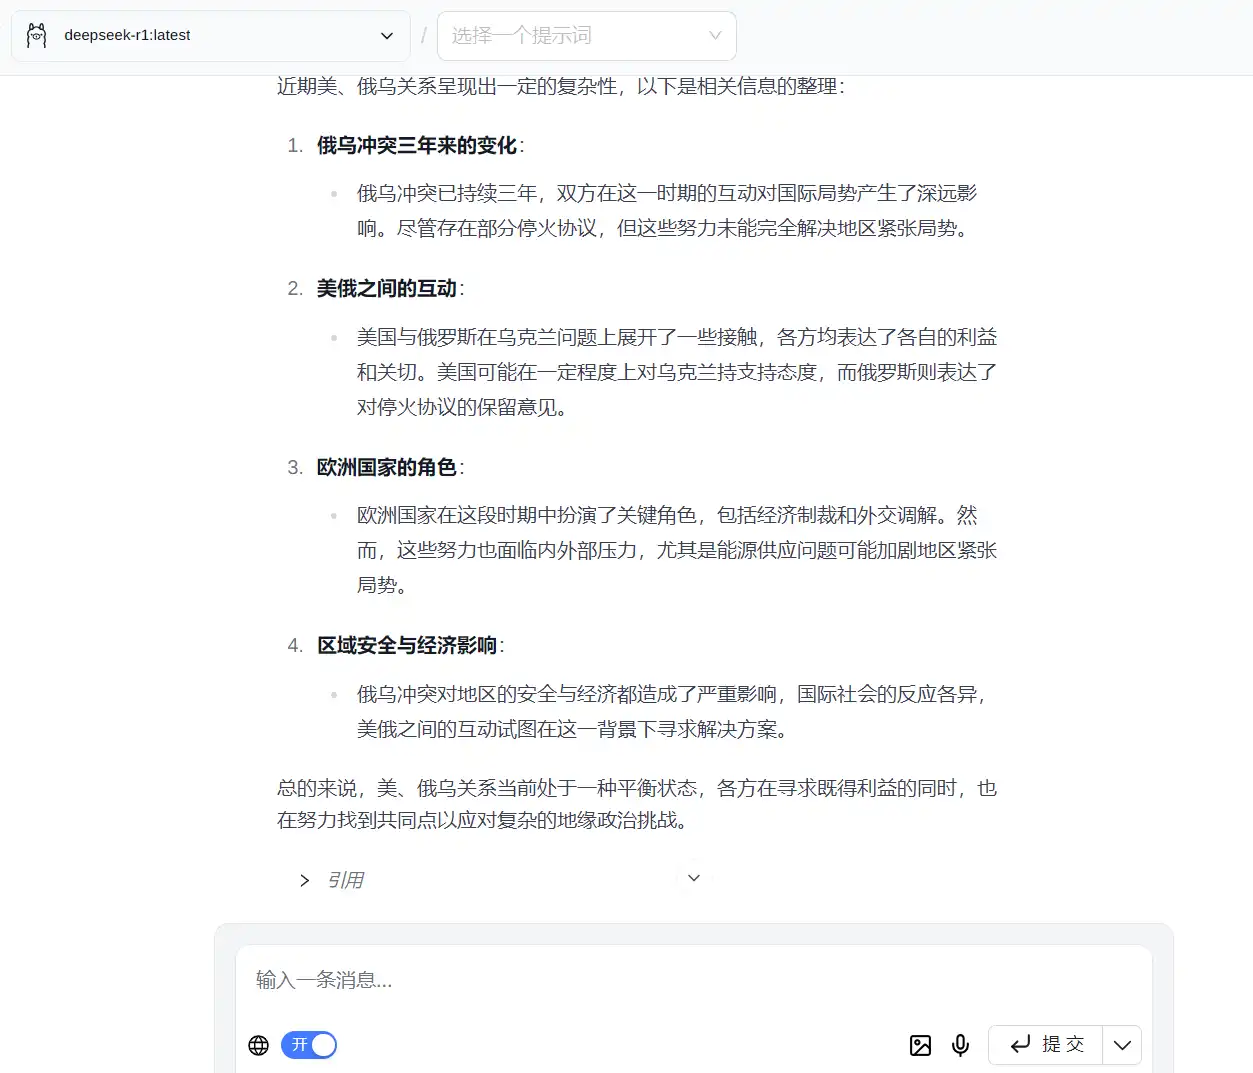 deepseek-r1:latest
/
选择一个提示词
近期美、俄乌关系呈现出一定的复杂性，以下是相关信息的整理：
1. 俄乌冲突三年来的变化：
俄乌冲突已持续三年，双方在这一时期的互动对国际局势产生了深远影
响。尽管存在部分停火协议，但这些努力未能完全解决地区紧张局势。
2. 美俄之间的互动：
美国与俄罗斯在乌克兰问题上展开了一些接触，各方均表达了各自的利益
和关切。美国可能在一定程度上对乌克兰持支持态度，而俄罗斯则表达了
对停火协议的保留意见。
3. 欧洲国家的角色：
欧洲国家在这段时期中扮演了关键角色，包括经济制裁和外交调解。然
而，这些努力也面临内外部压力，尤其是能源供应问题可能加剧地区紧张
局势。
4. 区域安全与经济影响：
俄乌冲突对地区的安全与经济都造成了严重影响，国际社会的反应各异，
美俄之间的互动试图在这一背景下寻求解决方案。
总的来说，美、俄乌关系当前处于一种平衡状态，各方在寻求既得利益的同时，也
在努力找到共同点以应对复杂的地缘政治挑战。
引用
输入一条消息...
开
提 交